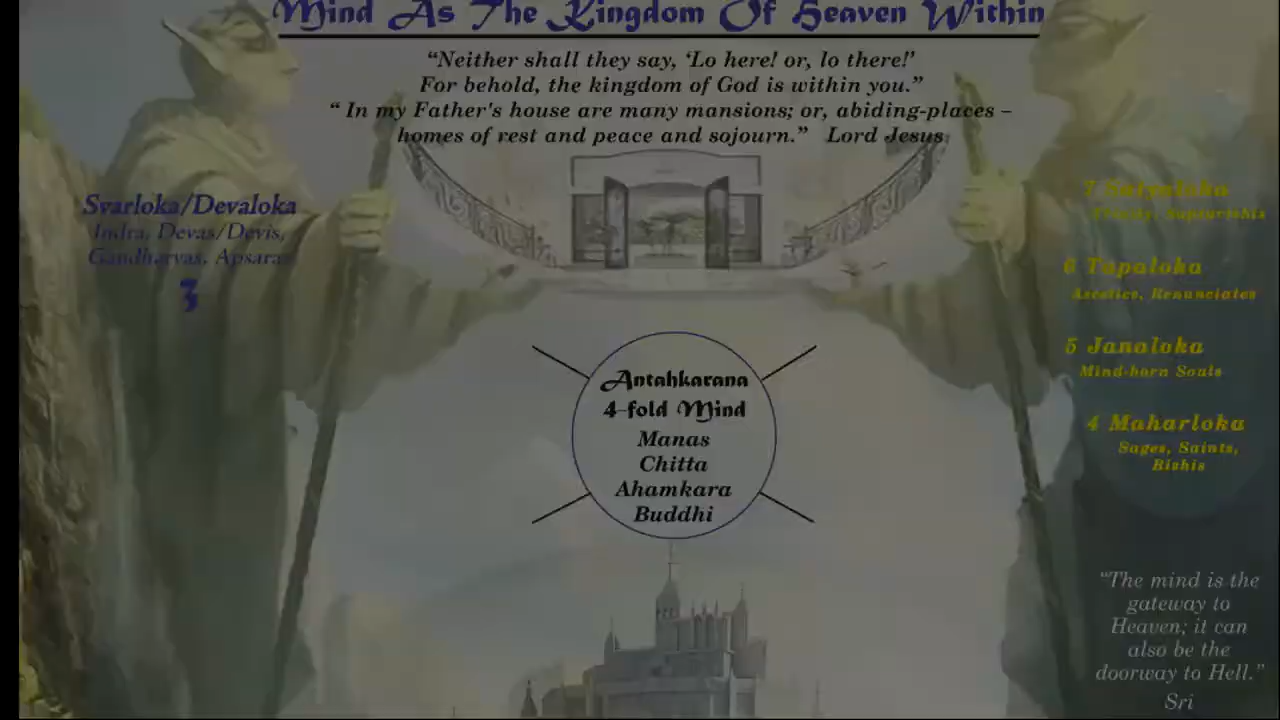 Mind As The Kingdom Of Heaven Within
“Neither shall they say, ‘Lo here! or, lo there!’
For behold, the kingdom of God is within you.”
“ In my Father's house are many mansions; or, abiding-places –
homes of rest and peace and sojourn.” Lord Jesus
Svarloka/Devaloka
Indra, Devas/Devis,
Gandharvas, Apsaras
3
Antahkarana
4-fold Mind
Manas
Chitta
Ahamkara
Buddhi
7 Satyaloka
Trinity, Saptarishis
6 Tapaloka
Ascetics, Renunciates
5 Janaloka
Mind-born Souls
4 Maharloka
Sages, Saints,
Rishis
“The mind is the
gateway to
Heaven; it can
also be the
doorway to Hell.”
Sri